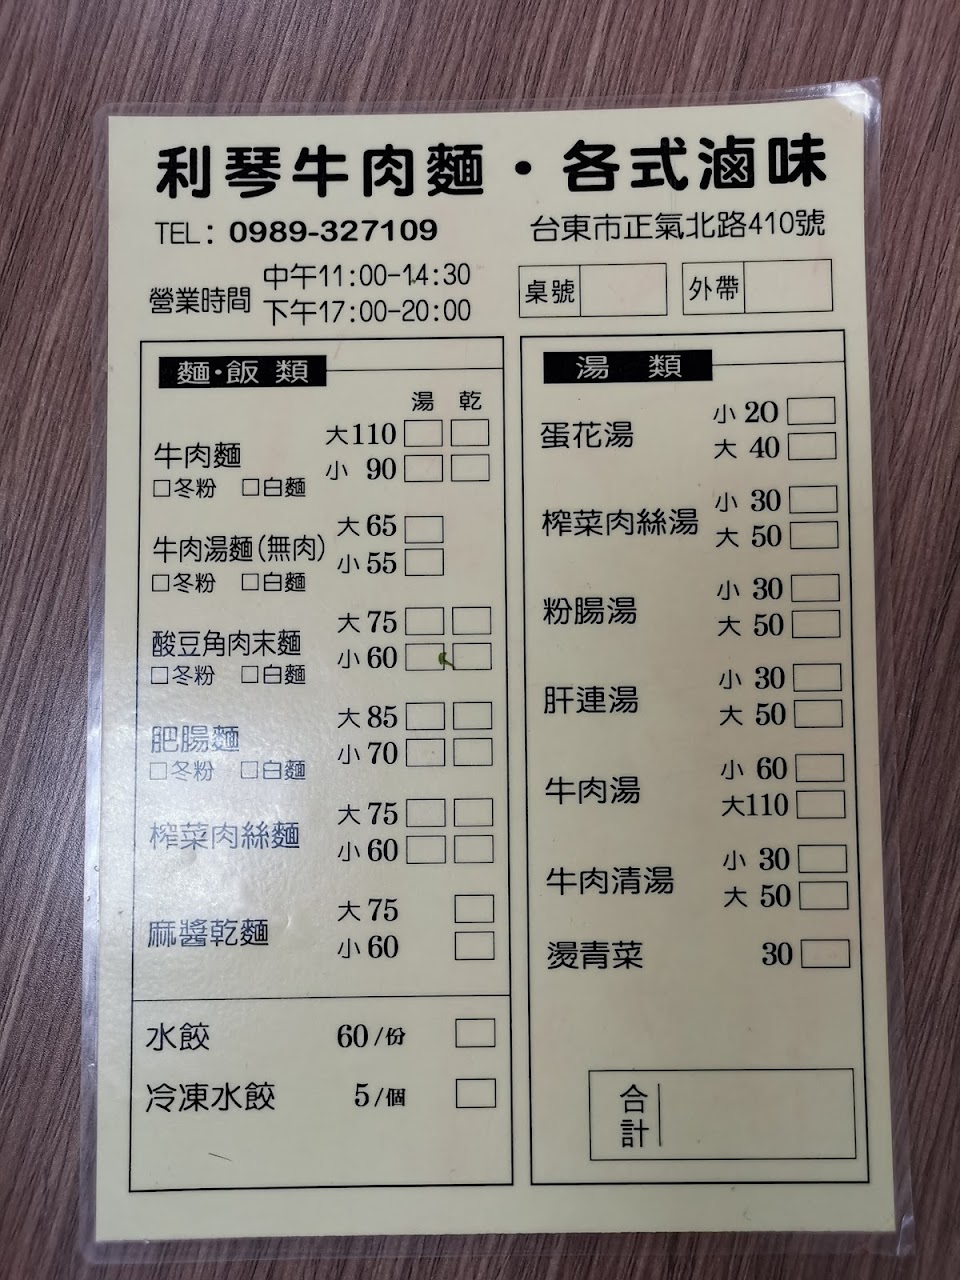 利琴牛肉麵・各式滷味
TEL: 0989-327109
台東市正氣北路410號
營業時間
中午11:00-14:30
下午17:00-20:00
桌號
外帶
麵・飯 類
湯 乾
牛肉麵
大110
小 90
□冬粉 □白麵
牛肉湯麵(無肉)
大 65
小 55
□冬粉 □白麵
酸豆角肉末麵
大 75
小 60
□冬粉 □白麵
肥腸麵
大 85
小 70
□冬粉 □白麵
榨菜肉絲麵
大 75
小 60
麻醬乾麵
大 75
小 60
水餃 60/份
冷凍水餃 5/個
湯 類
蛋花湯
小 20
大 40
榨菜肉絲湯
小 30
大 50
粉腸湯
小 30
大 50
肝連湯
小 30
大 50
牛肉湯
小 60
大110
牛肉清湯
小 30
大 50
燙青菜 30
合計